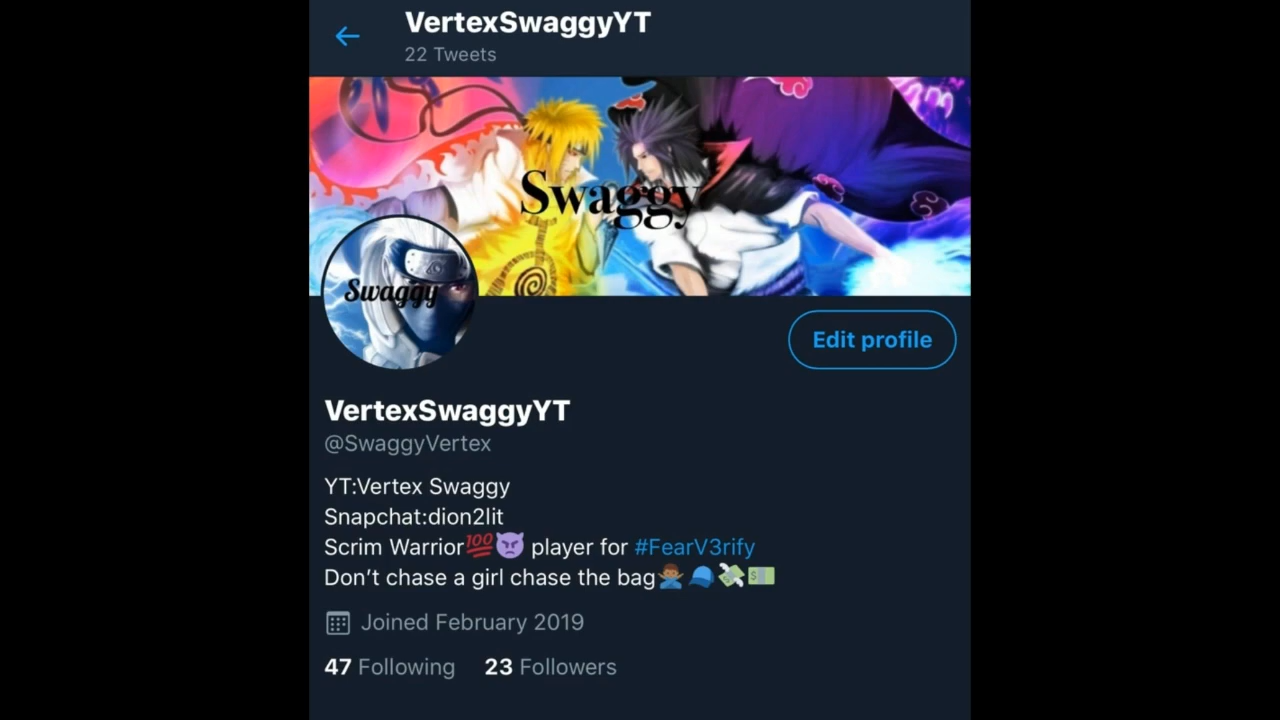 VertexSwaggyYT
22 Tweets
Swaggy
Swaggy
Edit profile
VertexSwaggyYT
@SwaggyVertex
YT:Vertex Swaggy
Snapchat:dion2lit
Scrim Warrior💯👿 player for #FearV3rify
Don’t chase a girl chase the bag🙅🏽‍♂️🧢💸💵
Joined February 2019
47 Following 23 Followers